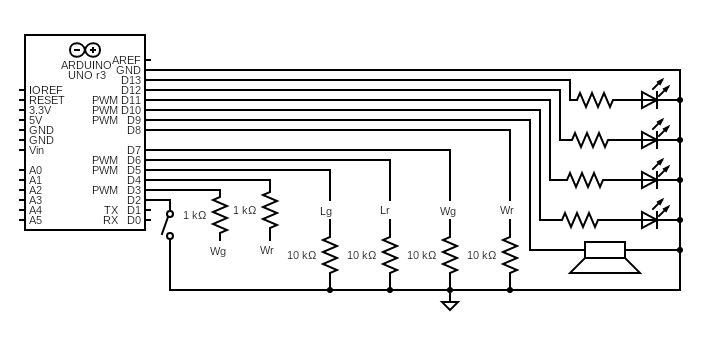 AREF
ARDUINO
UNO r3
GND
D13
IOREF
D12
RESET
PWM D11
3.3V
PWM D10
5V
PWM D9
GND
D8
GND
Vin
D7
PWM D6
A0
PWM D5
A1
D4
A2
PWM D3
A3
D2
A4
TX D1
A5
RX D0
1 kΩ
1 kΩ
Lg
Lr
Wg
Wr
Wg
Wr
10 kΩ
10 kΩ
10 kΩ
10 kΩ